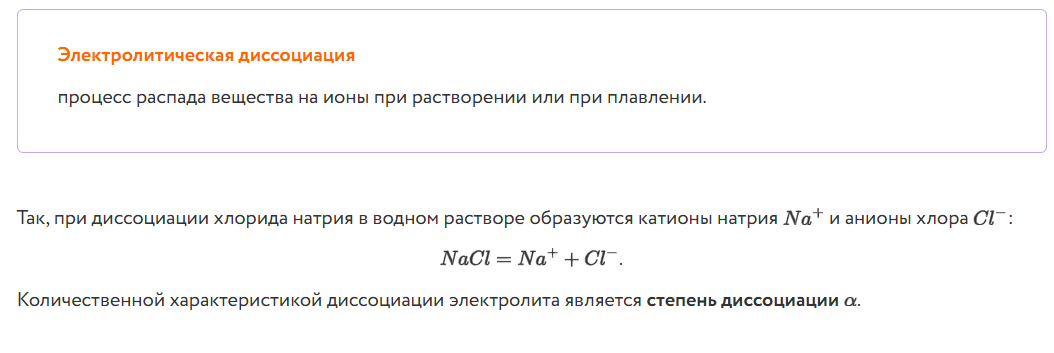 Электролитическая диссоциация
процесс распада вещества на ионы при растворении или при плавлении.
Так, при диссоциации хлорида натрия в водном растворе образуются катионы натрия Na⁺ и анионы хлора Cl⁻:
NaCl = Na⁺ + Cl⁻.
Количественной характеристикой диссоциации электролита является степень диссоциации α.